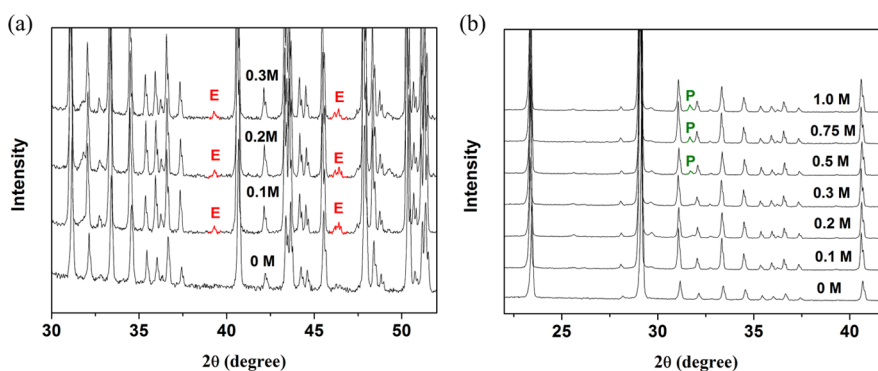 (a)
Intensity
0.3M
E
E
0.2M
E
E
0.1M
E
E
0 M
30
35
40
45
50
2θ (degree)
(b)
Intensity
P
1.0 M
P
0.75 M
P
0.5 M
0.3 M
0.2 M
0.1 M
0 M
25
30
35
40
2θ (degree)